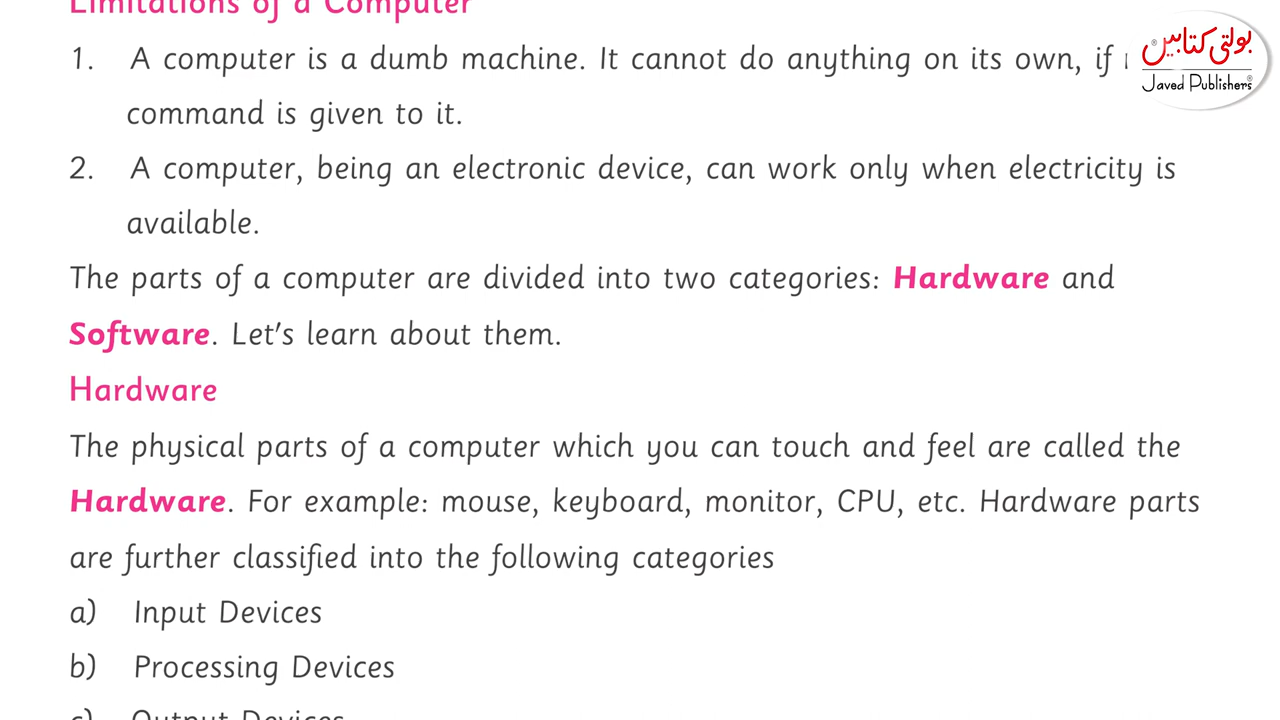 Limitations of a Computer
1. A computer is a dumb machine. It cannot do anything on its own, if
command is given to it.
2. A computer, being an electronic device, can work only when electricity is
available.
The parts of a computer are divided into two categories: Hardware and
Software. Let's learn about them.
Hardware
The physical parts of a computer which you can touch and feel are called the
Hardware. For example: mouse, keyboard, monitor, CPU, etc. Hardware parts
are further classified into the following categories
a) Input Devices
b) Processing Devices
c) Output Devices
بولتی کتابیں
Javed Publishers